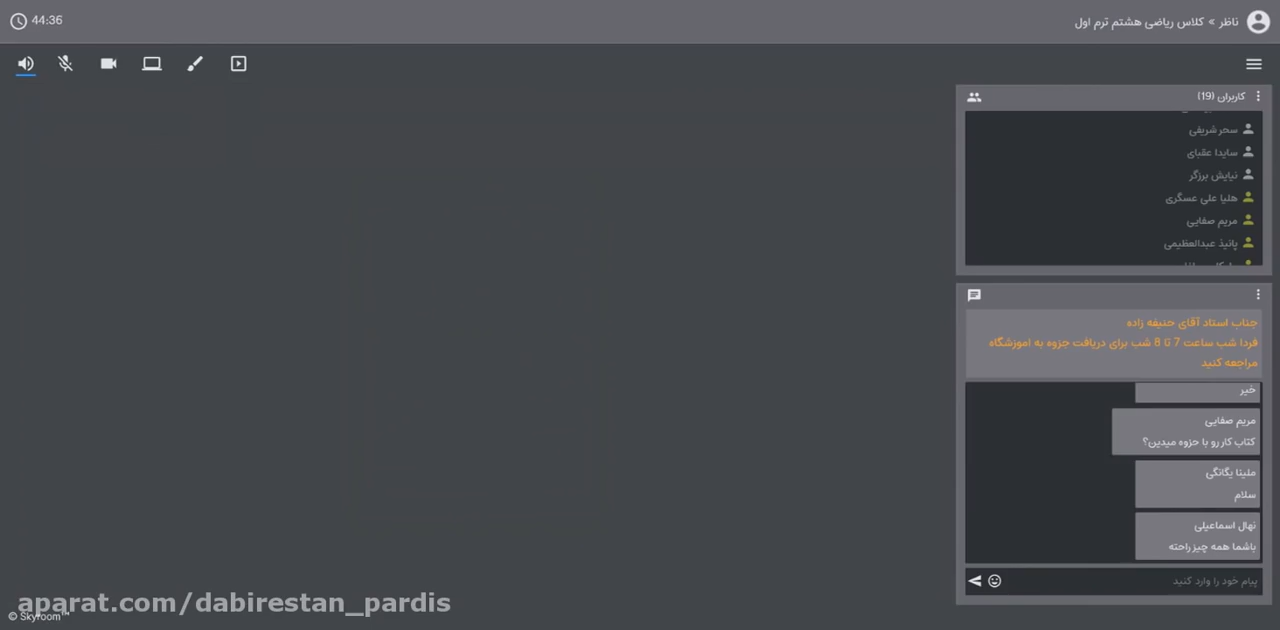 44:36
ناظر » کلاس ریاضی هشتم ترم اول
کاربران (19)
سحر شریفی
سایدا عقبای
نیایش برزگر
هلیا علی عسگری
مریم صفایی
پانیذ عبدالعظیمی
جناب استاد آقای حنیفه زاده
فردا شب ساعت 7 تا 8 شب برای دریافت جزوه به اموزشگاه
مراجعه کنید
خیر
مریم صفایی
کتاب کار رو با حزوه میدین؟
ملینا یگانگی
سلام
نهال اسماعیلی
باشما همه چیز راحته
پیام خود را وارد کنید
aparat.com/dabirestan_pardis
© Skyroom™